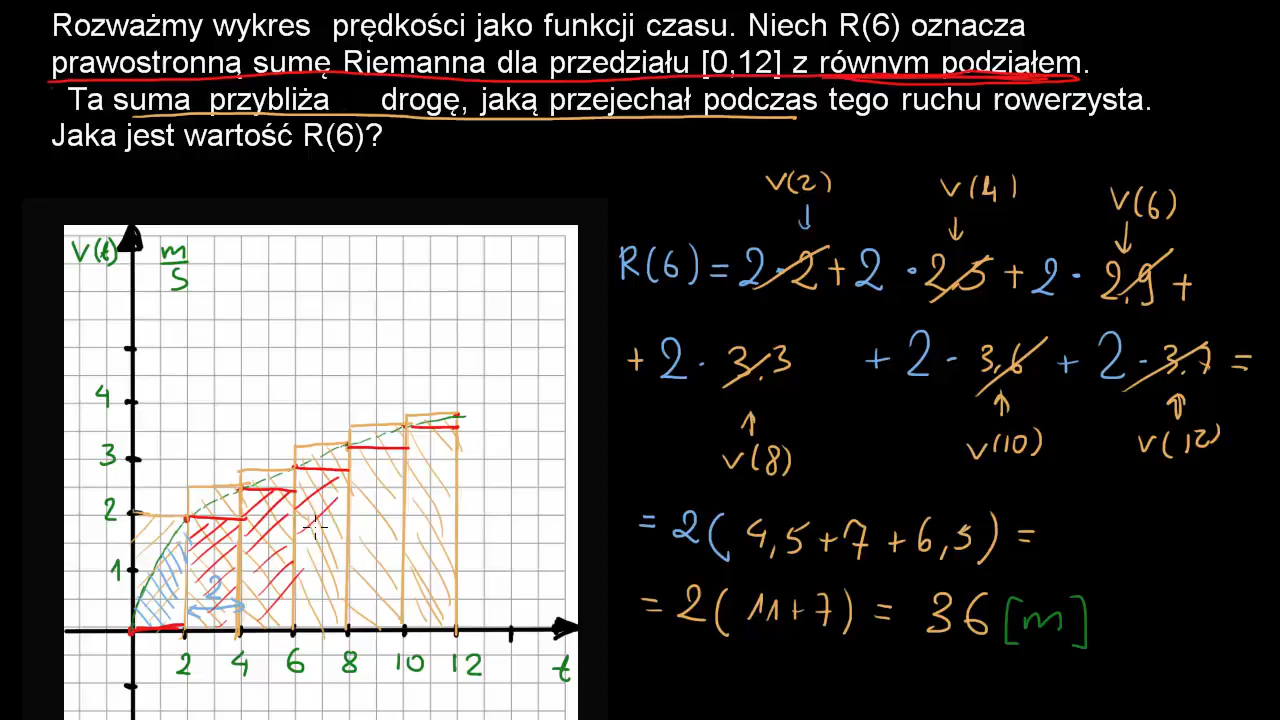 Rozważmy wykres prędkości jako funkcji czasu. Niech R(6) oznacza
prawostronną sumę Riemanna dla przedziału [0,12] z równym podziałem.
Ta suma przybliża drogę, jaką przejechał podczas tego ruchu rowerzysta.
Jaka jest wartość R(6)?
V(2) V(4) V(6)
R(6) = 2·2 + 2·2,5 + 2·2,9 +
+ 2·3.3 + 2·3,6 + 2·3.7 =
V(8) V(10) V(12)
= 2(4,5+7+6,5) =
= 2(11+7) = 36 [m]
V(t) m/s
4
3
2
1
2
2 4 6 8 10 12 t